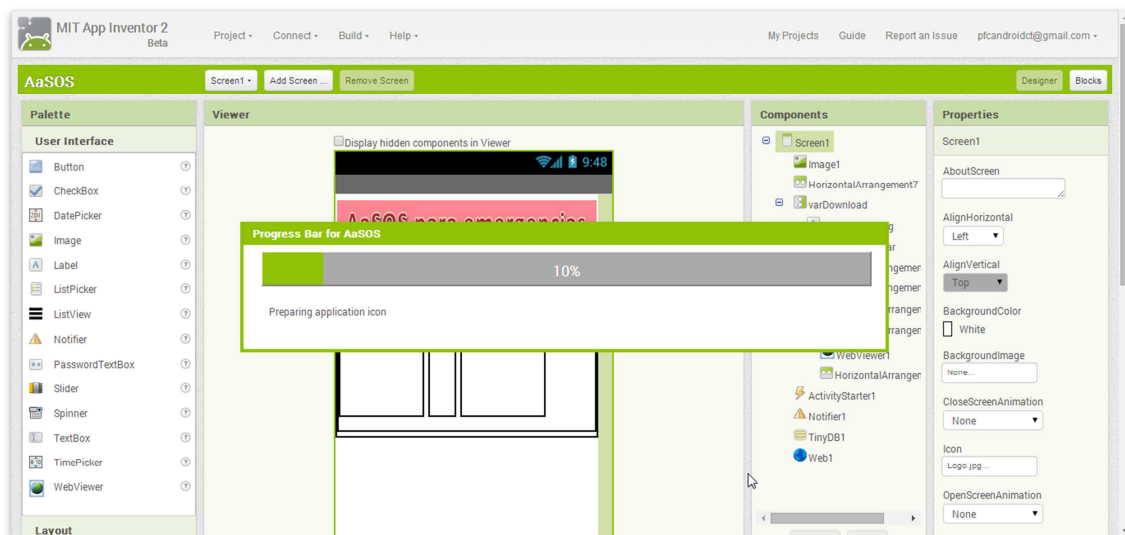 MIT App Inventor 2
Beta
Project Connect Build Help
My Projects Guide Report an Issue pfcandroidct@gmail.com
AaSOS
Screen1 Add Screen ... Remove Screen
Designer Blocks
Palette
User Interface
Button
CheckBox
DatePicker
Image
Label
ListPicker
ListView
Notifier
PasswordTextBox
Slider
Spinner
TextBox
TimePicker
WebViewer
Layout
Viewer
Display hidden components in Viewer
9:48
AaSOS para emergencias
Progress Bar for AaSOS
10%
Preparing application icon
Components
Screen1
Image1
HorizontalArrangement7
varDownload
WebViewer1
HorizontalArrangen
ActivityStarter1
Notifier1
TinyDB1
Web1
Properties
Screen1
AboutScreen
AlignHorizontal
Left
AlignVertical
Top
BackgroundColor
White
BackgroundImage
None...
CloseScreenAnimation
None
Icon
Logo.jpg...
OpenScreenAnimation
None